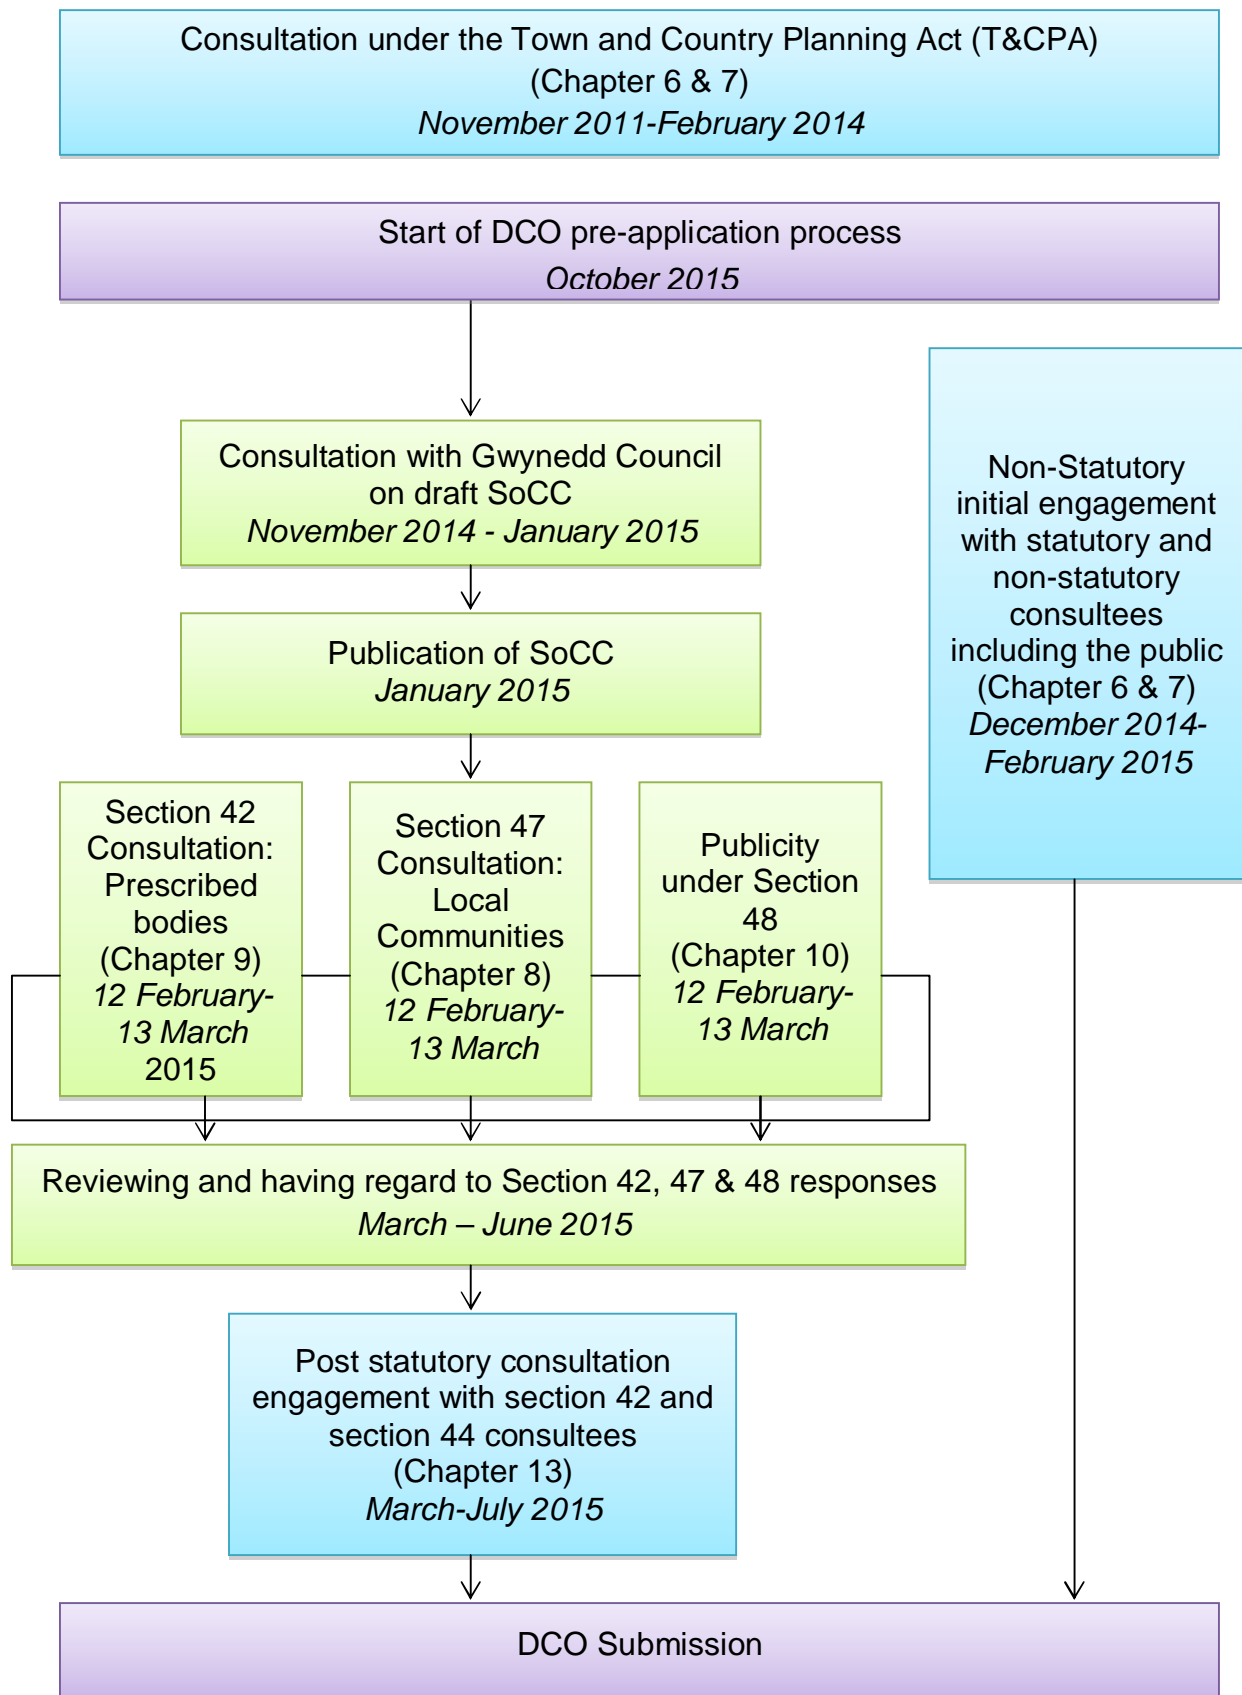 Consultation under the Town and Country Planning Act (T&CPA)
(Chapter 6 & 7)
November 2011-February 2014
Start of DCO pre-application process
October 2015
Consultation with Gwynedd Council
on draft SoCC
November 2014 - January 2015
Publication of SoCC
January 2015
Non-Statutory
initial engagement
with statutory and
non-statutory
consultees
including the public
(Chapter 6 & 7)
December 2014-
February 2015
Section 42
Consultation:
Prescribed
bodies
(Chapter 9)
12 February-
13 March
2015
Section 47
Consultation:
Local
Communities
(Chapter 8)
12 February-
13 March
Publicity
under Section
48
(Chapter 10)
12 February-
13 March
Reviewing and having regard to Section 42, 47 & 48 responses
March – June 2015
Post statutory consultation
engagement with section 42 and
section 44 consultees
(Chapter 13)
March-July 2015
DCO Submission